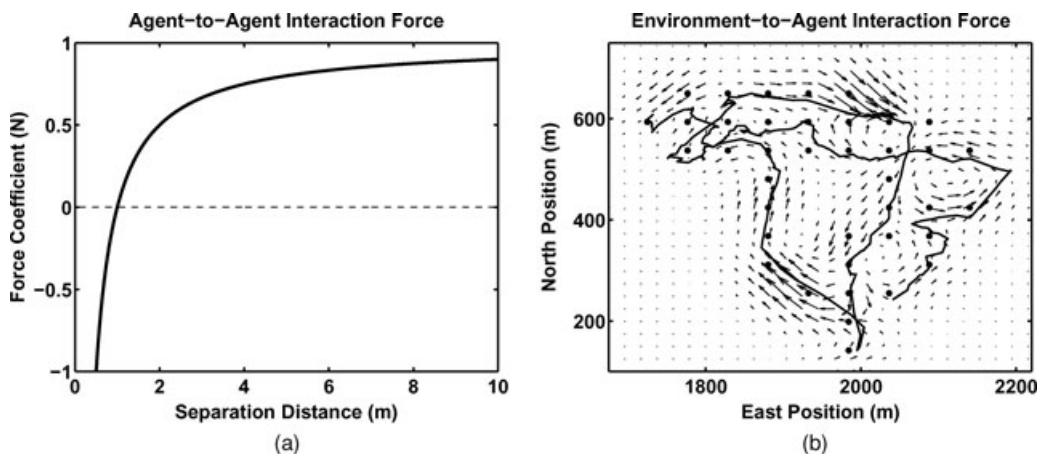 Agent-to-Agent Interaction Force
1
0.5
0
-0.5
-1
Force Coefficient (N)
0 2 4 6 8 10
Separation Distance (m)
(a)
Environment-to-Agent Interaction Force
600
400
200
North Position (m)
1800 2000 2200
East Position (m)
(b)